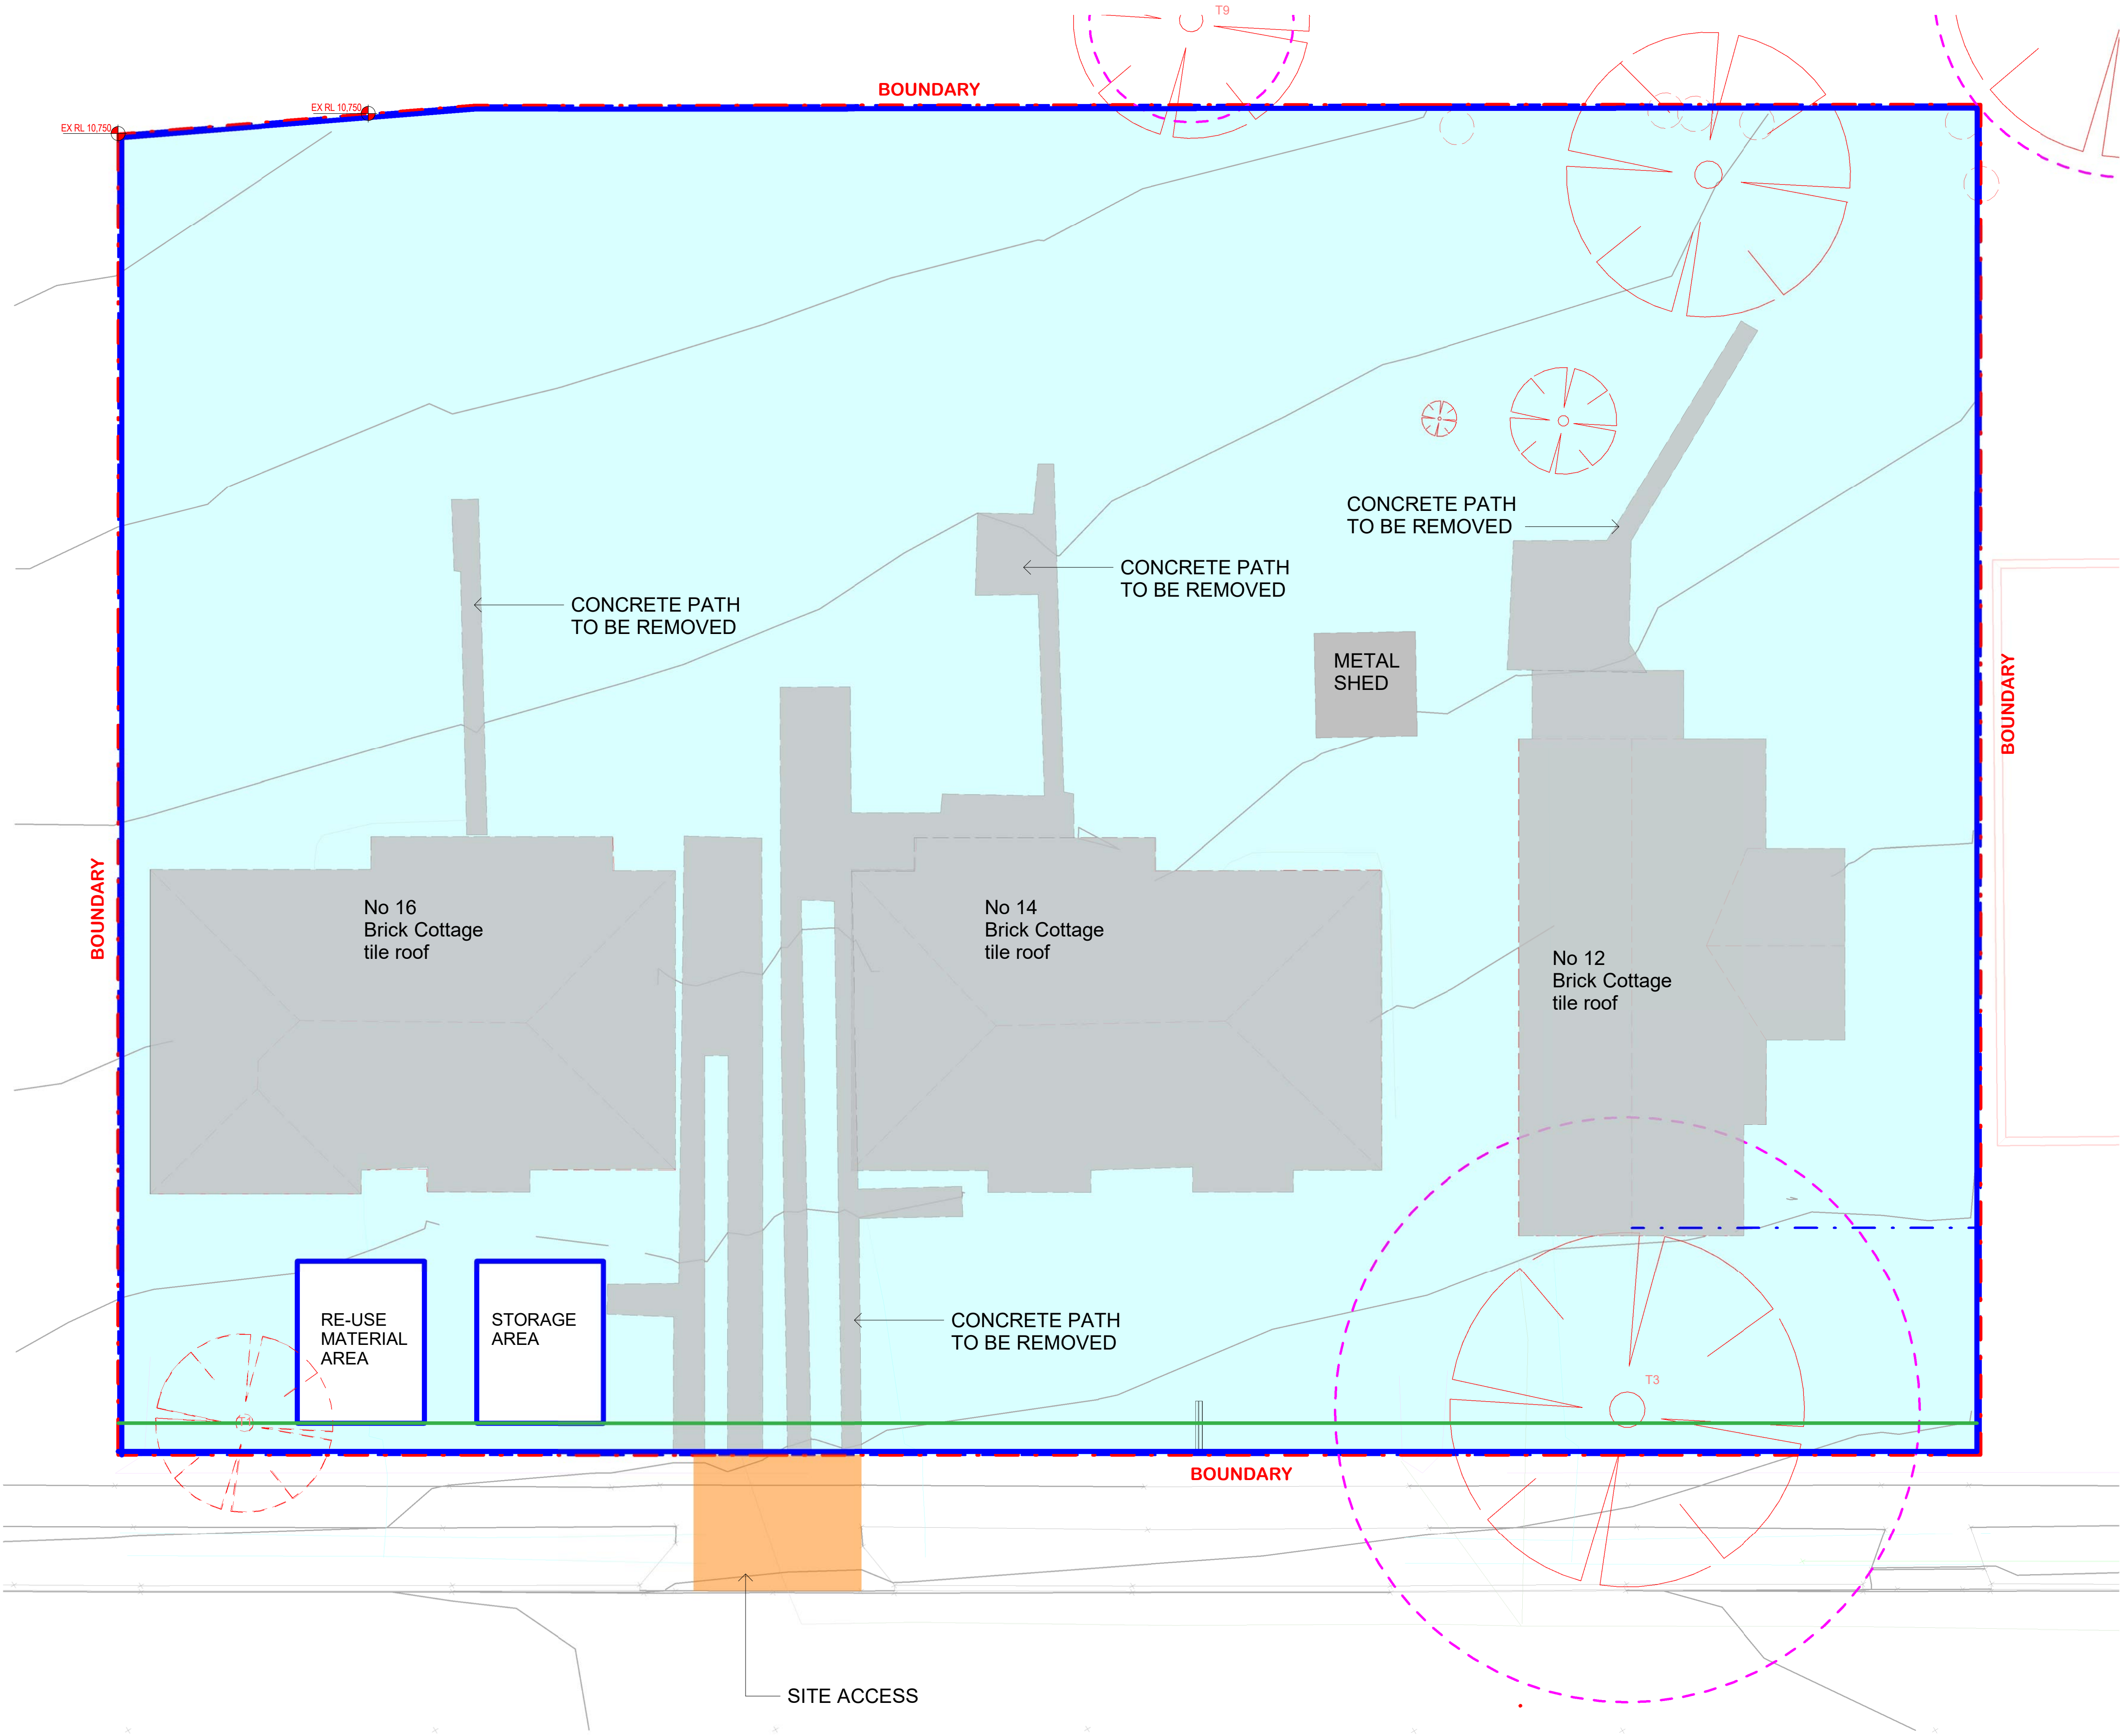 T9
BOUNDARY
EX RL 10,750
EX RL 10,750
CONCRETE PATH
TO BE REMOVED
CONCRETE PATH
TO BE REMOVED
CONCRETE PATH
TO BE REMOVED
METAL
SHED
BOUNDARY
BOUNDARY
No 16
Brick Cottage
tile roof
No 14
Brick Cottage
tile roof
No 12
Brick Cottage
tile roof
RE-USE
MATERIAL
AREA
STORAGE
AREA
CONCRETE PATH
TO BE REMOVED
T3
BOUNDARY
SITE ACCESS